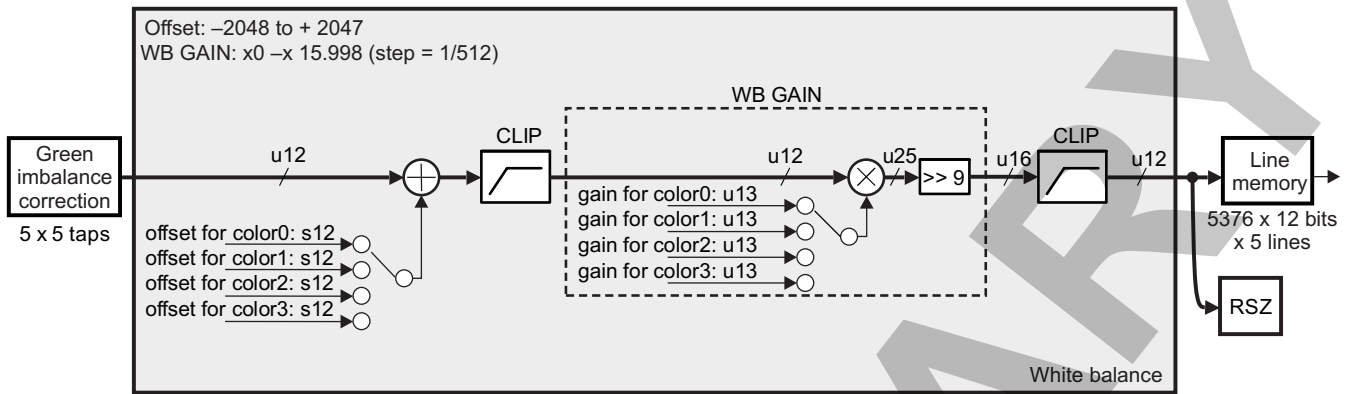 Offset: –2048 to + 2047
WB GAIN: x0 –x 15.998 (step = 1/512)
WB GAIN
Green
imbalance
correction
5 x 5 taps
u12
CLIP
u12
u25
>> 9
u16
CLIP
u12
Line
memory
5376 x 12 bits
x 5 lines
gain for color0: u13
gain for color1: u13
gain for color2: u13
gain for color3: u13
offset for color0: s12
offset for color1: s12
offset for color2: s12
offset for color3: s12
RSZ
White balance